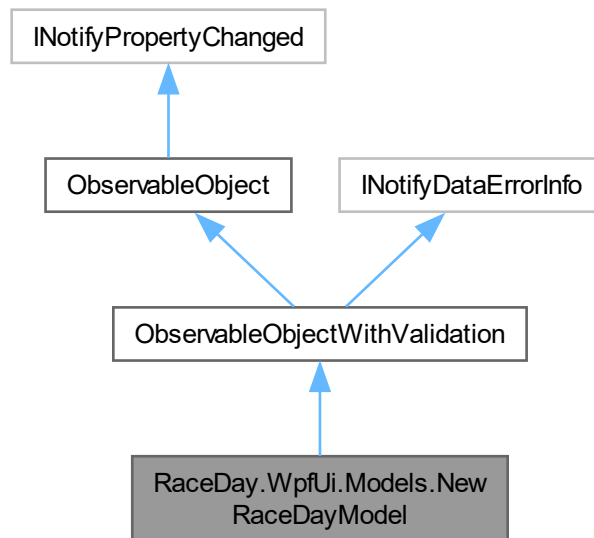 INotifyPropertyChanged
ObservableObject
INotifyDataErrorInfo
ObservableObjectWithValidation
RaceDay.WpfUi.Models.New
RaceDayModel